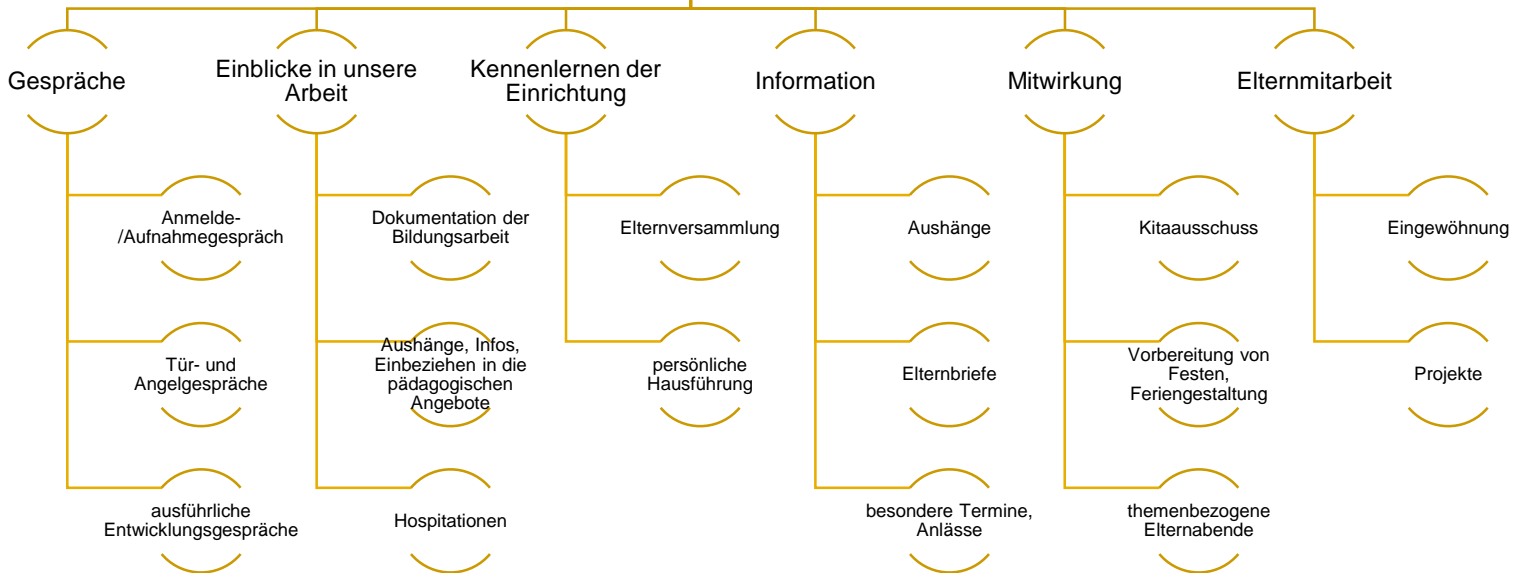 Gespräche
Einblicke in unsere
Arbeit
Kennenlernen der
Einrichtung
Information
Mitwirkung
Elternmitarbeit
Anmelde-
/Aufnahmegespräch
Dokumentation der
Bildungsarbeit
Elternversammlung
Aushänge
Kitaausschuss
Eingewöhnung
Tür- und
Angelgespräche
Aushänge, Infos,
Einbeziehen in die
pädagogischen
Angebote
persönliche
Hausführung
Elternbriefe
Vorbereitung von
Festen,
Feriengestaltung
Projekte
ausführliche
Entwicklungsgespräche
Hospitationen
besondere Termine,
Anlässe
themenbezogene
Elternabende